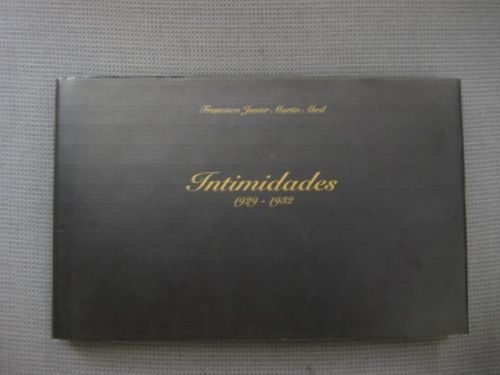 Francisco Javier Martín Abril
Intimidades
1929 - 1932